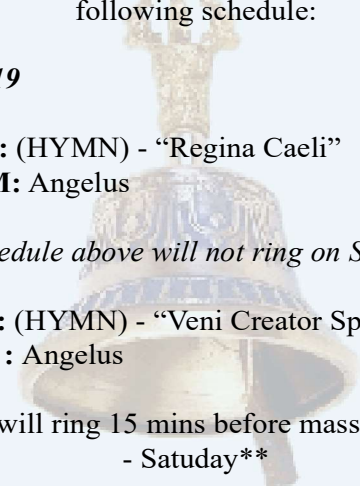 following schedule:
19
: (HYMN) - “Regina Caeli”
M: Angelus
edule above will not ring on S
: (HYMN) - “Veni Creator Sp
: Angelus
will ring 15 mins before mass
- Satuday**